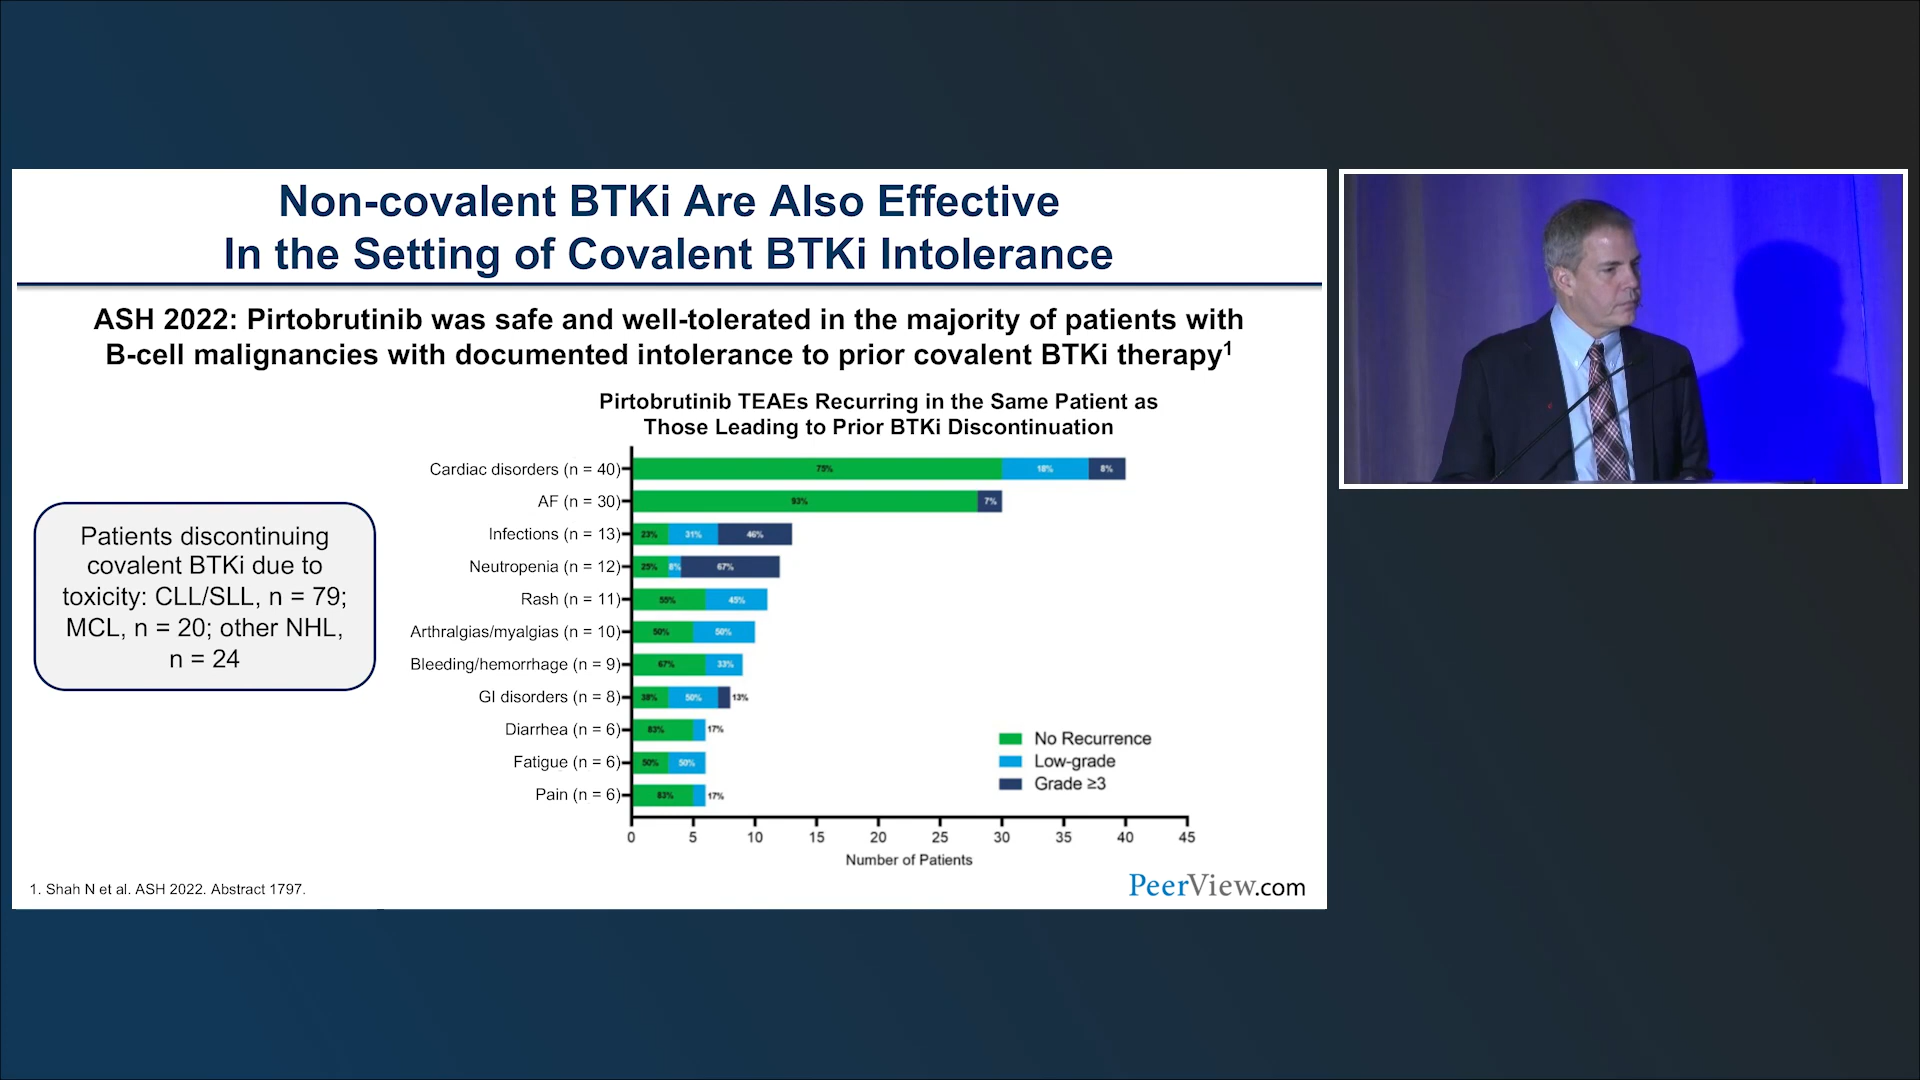 Non-covalent BTKi Are Also Effective
In the Setting of Covalent BTKi Intolerance
ASH 2022: Pirtobrutinib was safe and well-tolerated in the majority of patients with
B-cell malignancies with documented intolerance to prior covalent BTKi therapy1
Patients discontinuing
covalent BTKi due to
toxicity: CLL/SLL, n = 79;
MCL, n = 20; other NHL,
n = 24
Pirtobrutinib TEAEs Recurring in the Same Patient as
Those Leading to Prior BTKi Discontinuation
Cardiac disorders (n = 40) 75% 18% 8%
AF (n = 30) 93% 7%
Infections (n = 13) 23% 31% 46%
Neutropenia (n = 12) 25% 8% 67%
Rash (n = 11) 55% 45%
Arthralgias/myalgias (n = 10) 50% 50%
Bleeding/hemorrhage (n = 9) 67% 33%
GI disorders (n = 8) 38% 50% 13%
Diarrhea (n = 6) 83% 17%
Fatigue (n = 6) 50% 50%
Pain (n = 6) 83% 17%
No Recurrence
Low-grade
Grade ≥3
0 5 10 15 20 25 30 35 40 45
Number of Patients
1. Shah N et al. ASH 2022. Abstract 1797.
PeerView.com